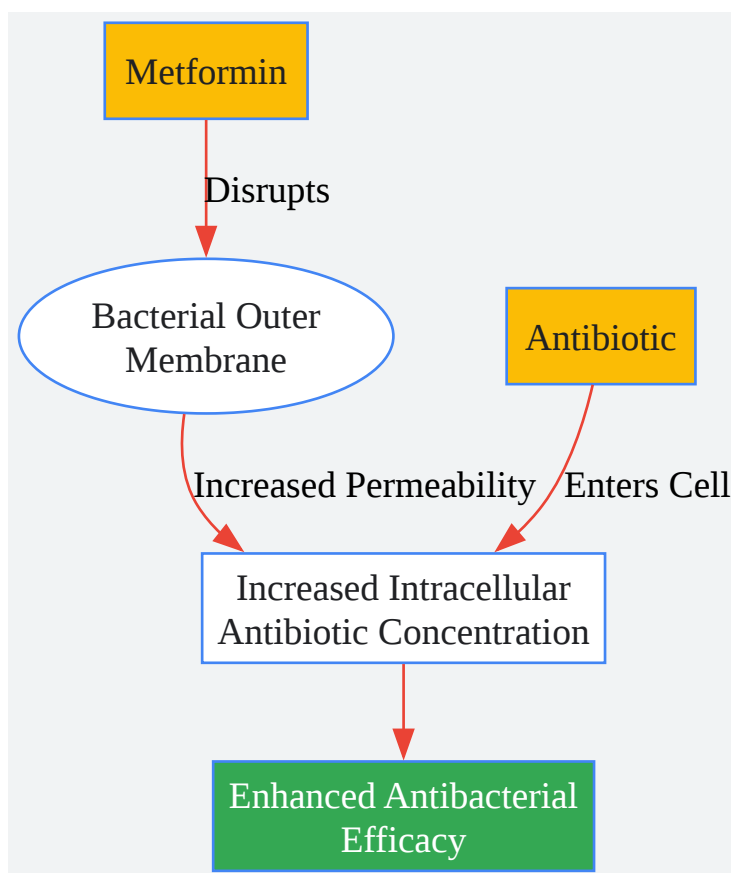 Metformin
Disrupts
Bacterial Outer
Membrane
Antibiotic
Increased Permeability
Enters Cell
Increased Intracellular
Antibiotic Concentration
Enhanced Antibacterial
Efficacy